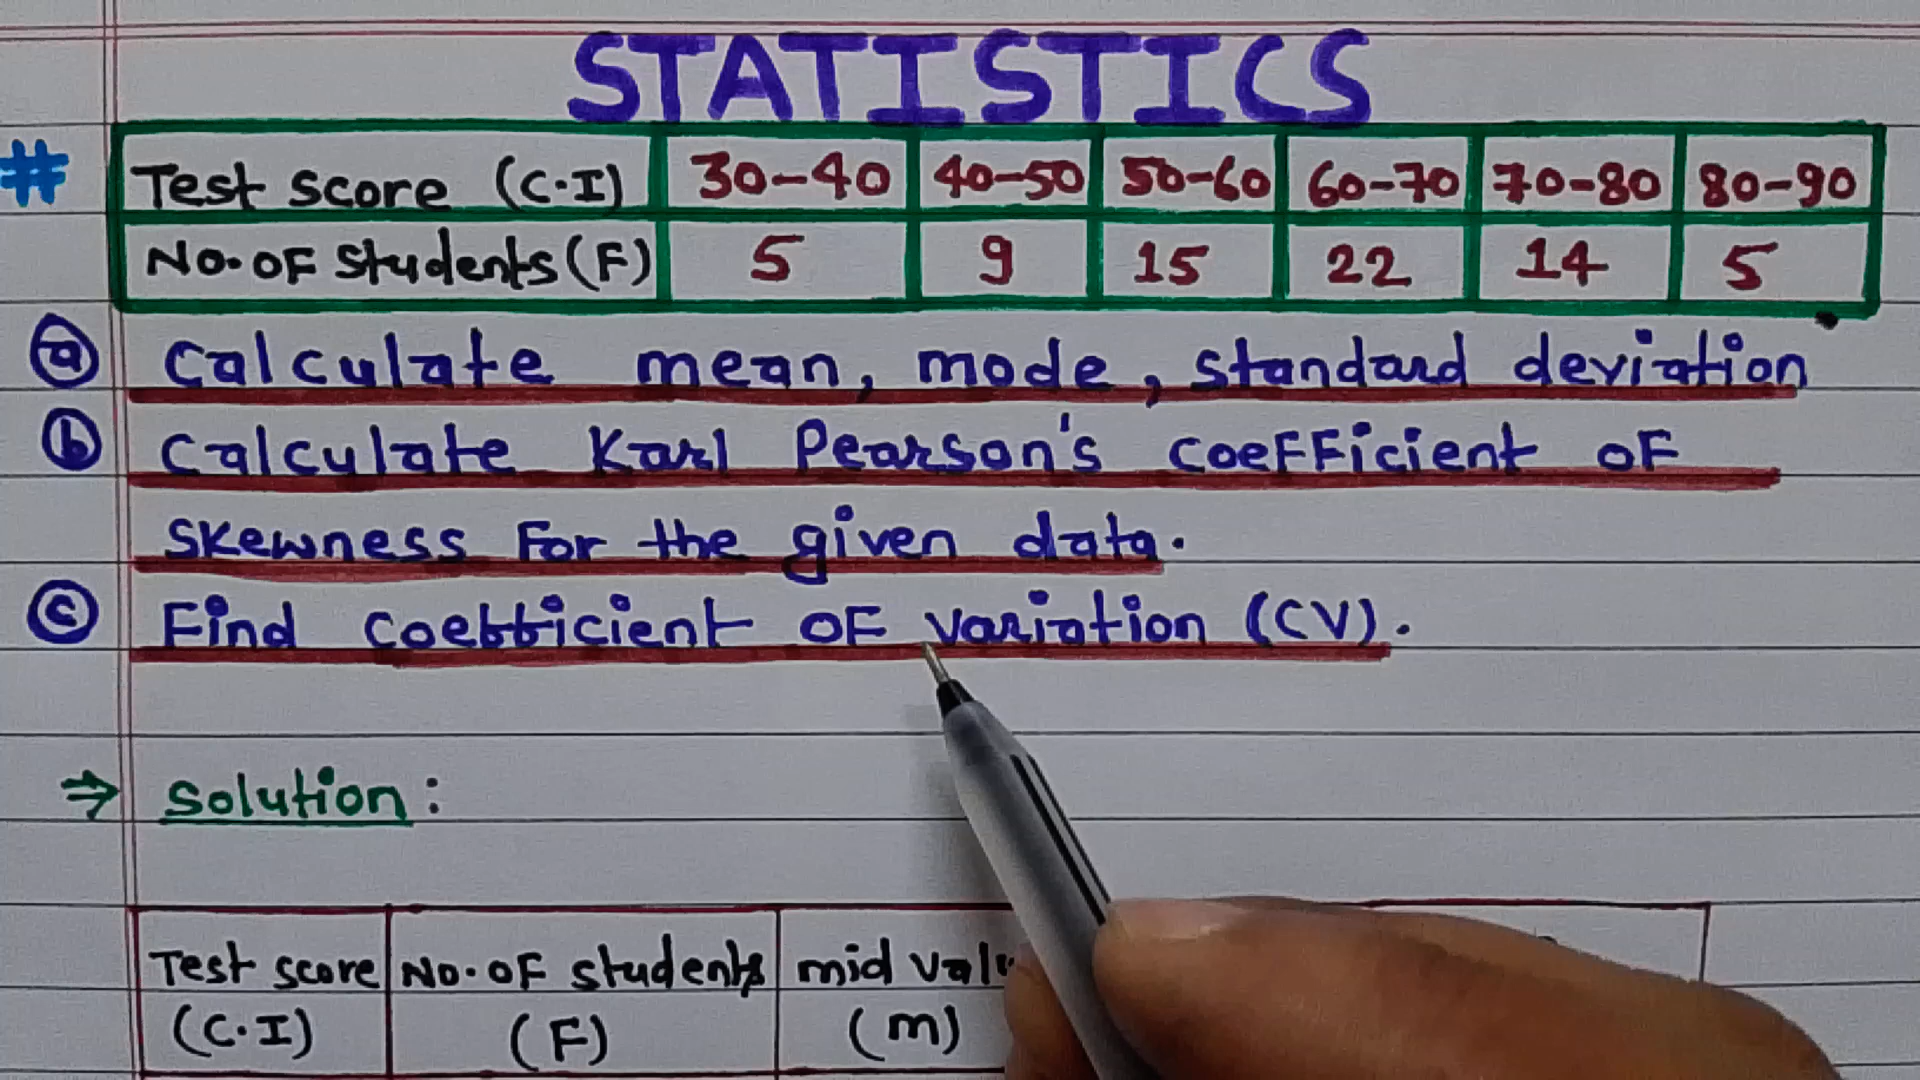 STATISTICS
# Test score (C.I) 30-40 40-50 50-60 60-70 70-80 80-90
No. of students (F) 5 9 15 22 14 5
(a) Calculate mean, mode, standard deviation
(b) Calculate Karl Pearson's coefficient of
skewness for the given data.
(c) Find coefficient of variation (CV).
⇒ Solution:
Test score No. of students mid
(C.I) (F) (m)